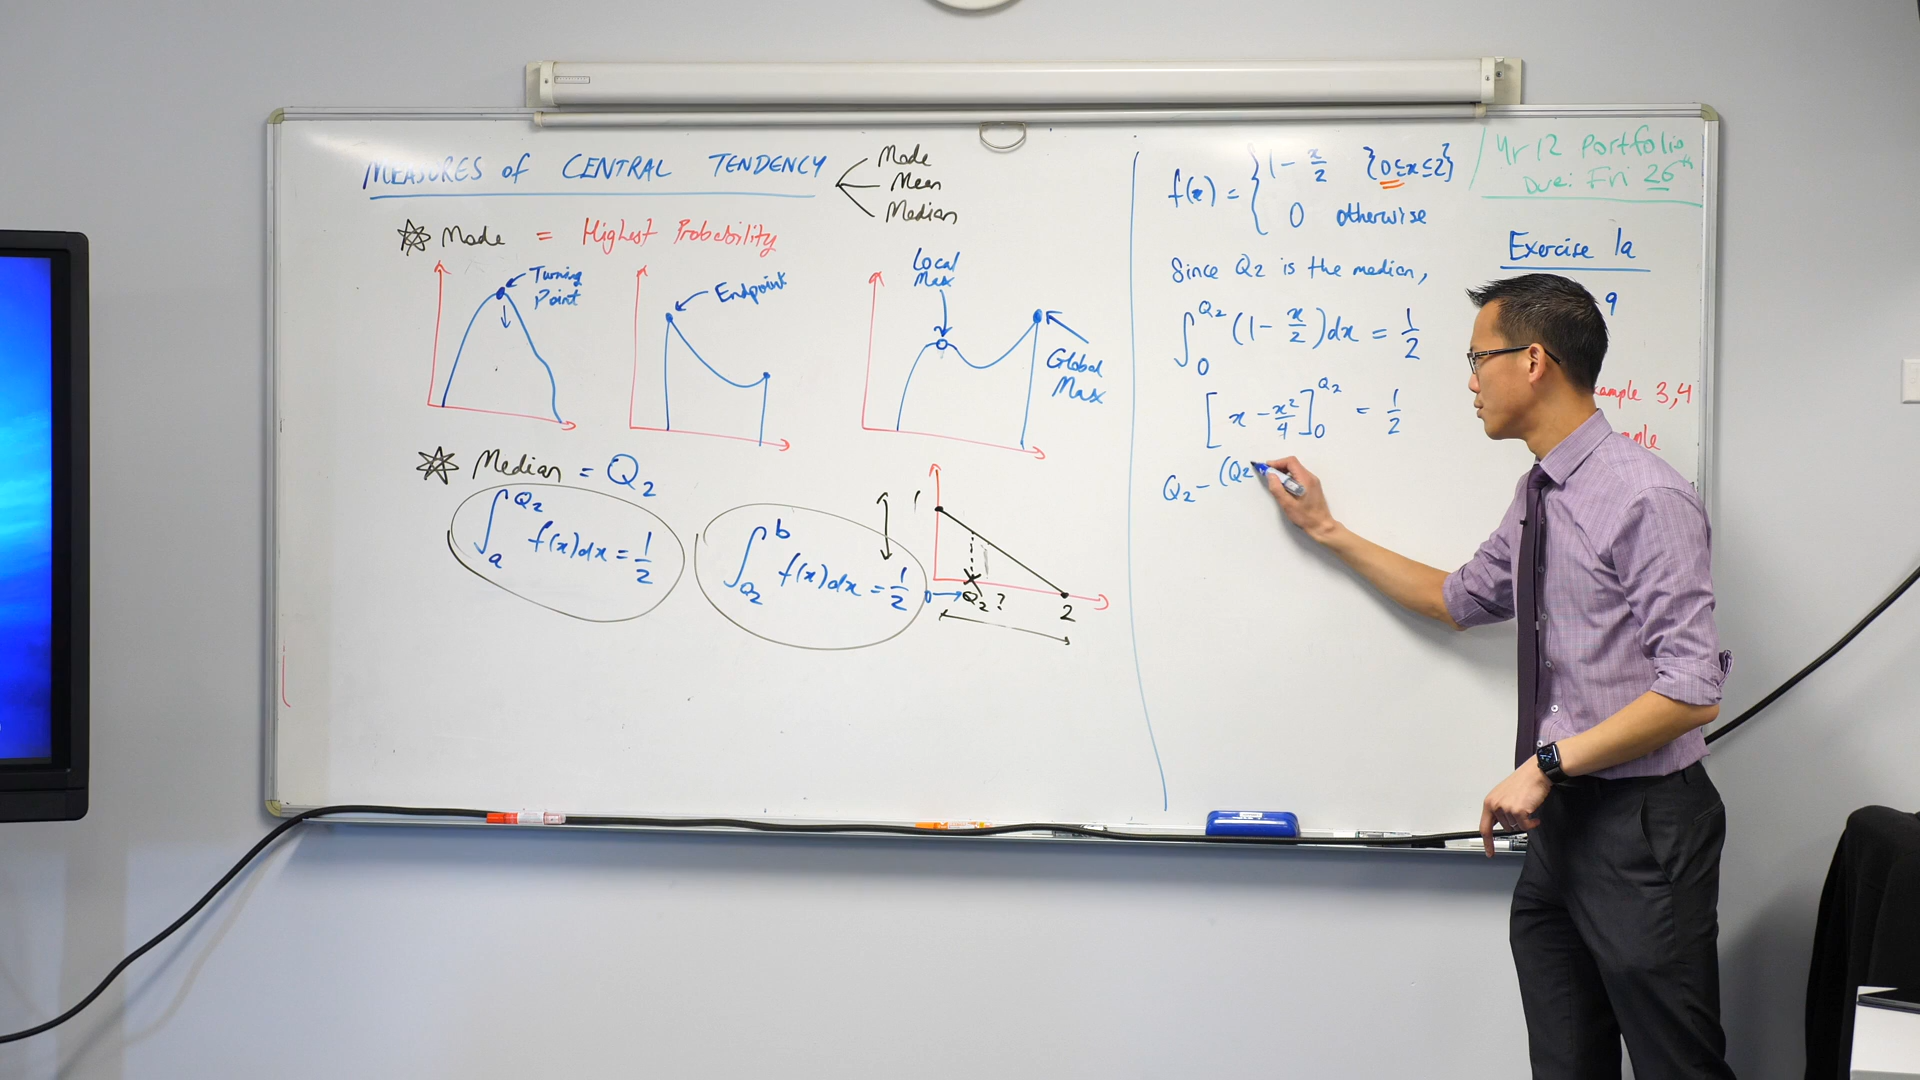 MEASURES of CENTRAL TENDENCY
Mode
Mean
Median
Mode = Highest Probability
Turning
Point
Endpoint
Local
Max
Global
Max
Median = Q₂
∫ₐ^Q₂ f(x)dx = 1/2
∫_Q₂^b f(x)dx = 1/2
1
0
Q₂ ?
2
f(x) = { 1 - x/2 {0≤x≤2}
0 otherwise
Since Q₂ is the median,
∫₀^Q₂ (1 - x/2)dx = 1/2
[x - x²/4]₀^Q₂ = 1/2
Q₂ - (Q₂
Yr 12 Portfolio
Due: Fri 26th
Exercise 1a
9
3,4